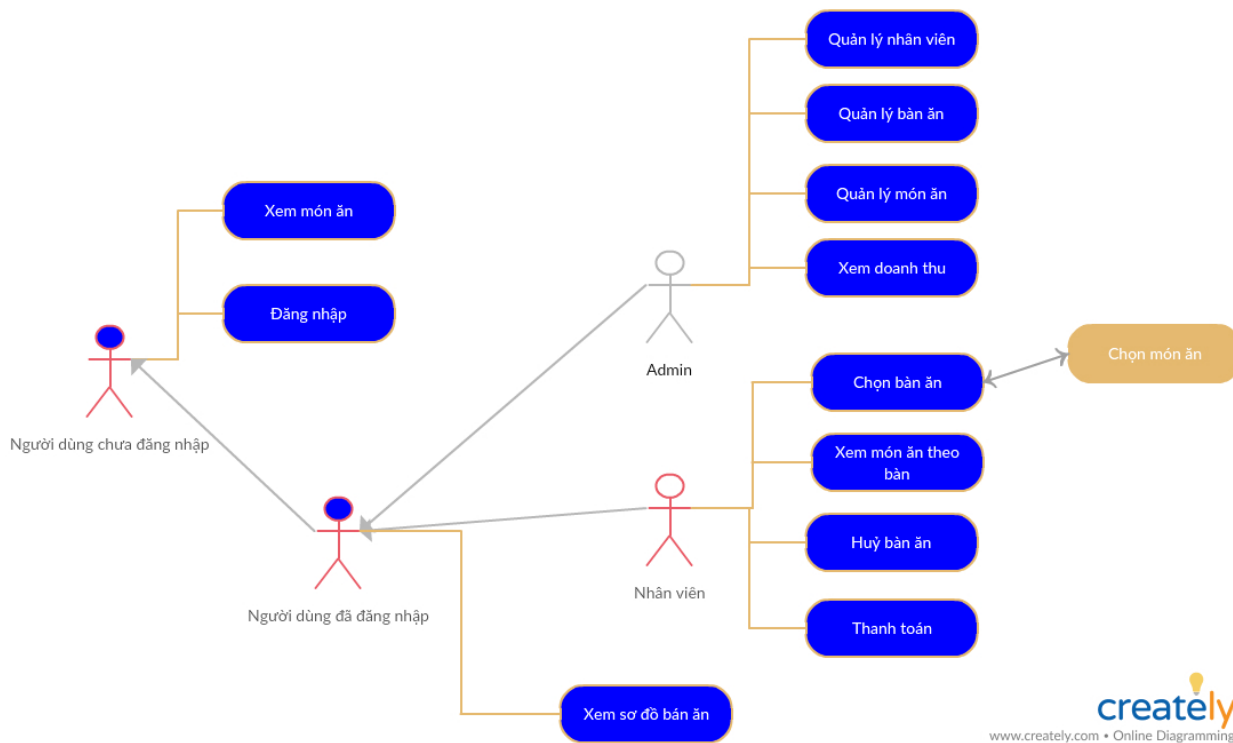 Quản lý nhân viên
Quản lý bàn ăn
Quản lý món ăn
Xem món ăn
Xem doanh thu
Đăng nhập
Admin
Chọn món ăn
Chọn bàn ăn
Người dùng chưa đăng nhập
Xem món ăn theo
bàn
Huỷ bàn ăn
Nhân viên
Người dùng đã đăng nhập
Thanh toán
Xem sơ đồ bán ăn
creately
www.creately.com • Online Diagramming